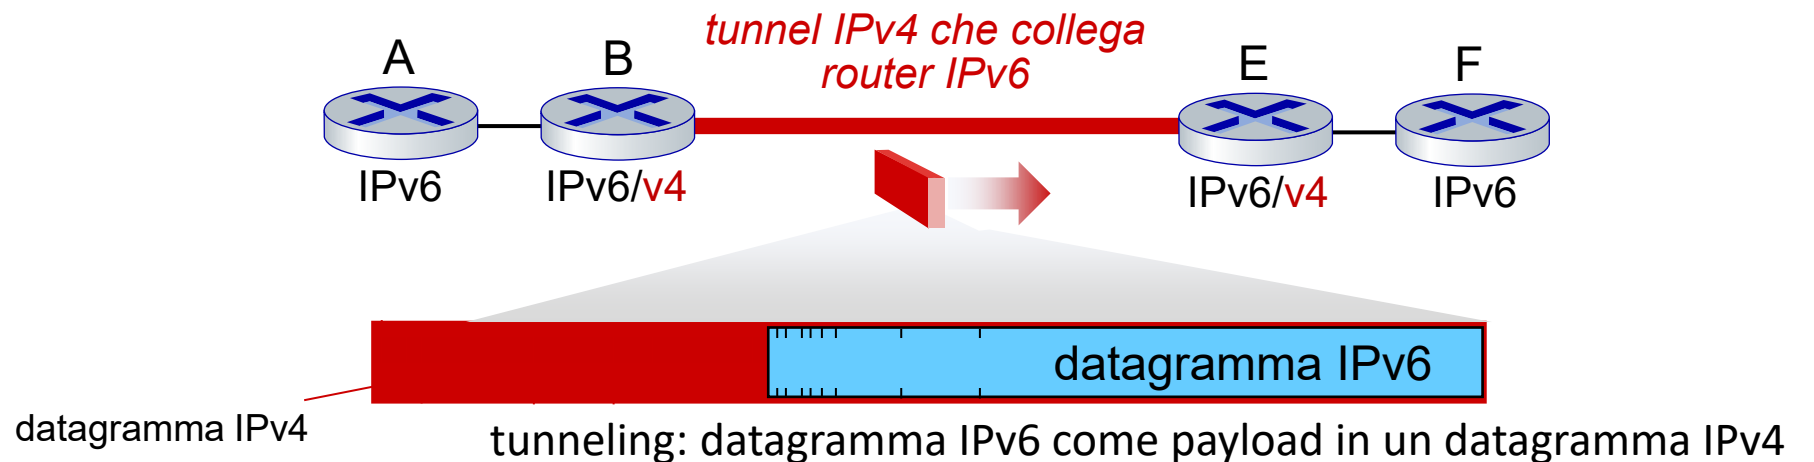 tunnel IPv4 che collega
router IPv6
A
B
E
F
IPv6
IPv6/v4
IPv6/v4
IPv6
datagramma IPv6
datagramma IPv4
tunneling: datagramma IPv6 come payload in un datagramma IPv4